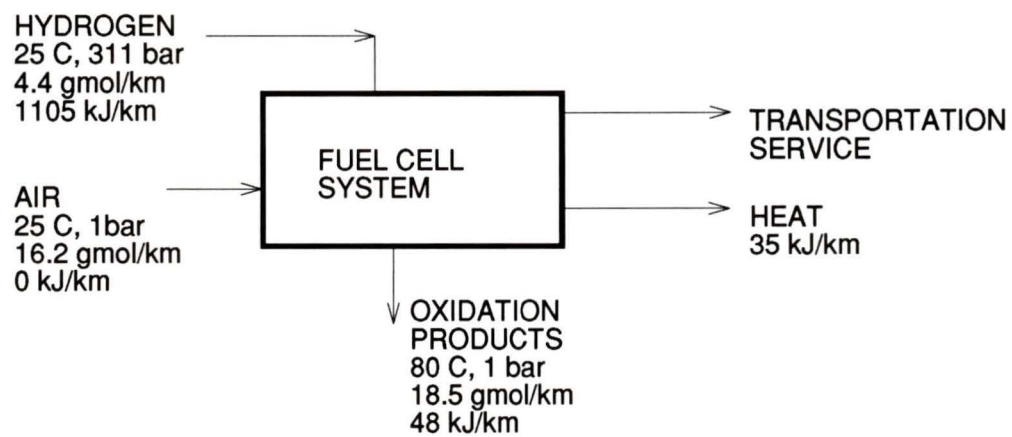 HYDROGEN
25 C, 311 bar
4.4 gmol/km
1105 kJ/km
AIR
25 C, 1bar
16.2 gmol/km
0 kJ/km
FUEL CELL
SYSTEM
TRANSPORTATION
SERVICE
HEAT
35 kJ/km
OXIDATION
PRODUCTS
80 C, 1 bar
18.5 gmol/km
48 kJ/km